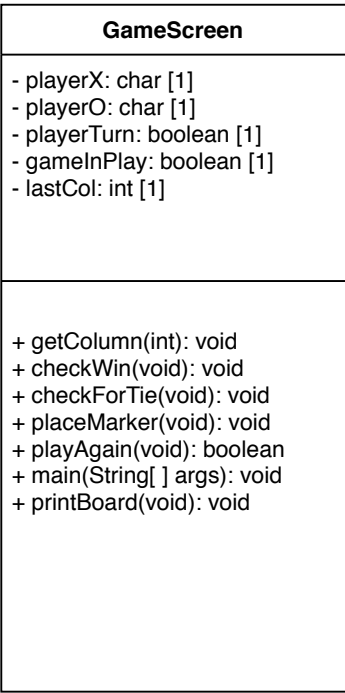 GameScreen
- playerX: char [1]
- playerO: char [1]
- playerTurn: boolean [1]
- gameInPlay: boolean [1]
- lastCol: int [1]
+ getColumn(int): void
+ checkWin(void): void
+ checkForTie(void): void
+ placeMarker(void): void
+ playAgain(void): boolean
+ main(String[ ] args): void
+ printBoard(void): void